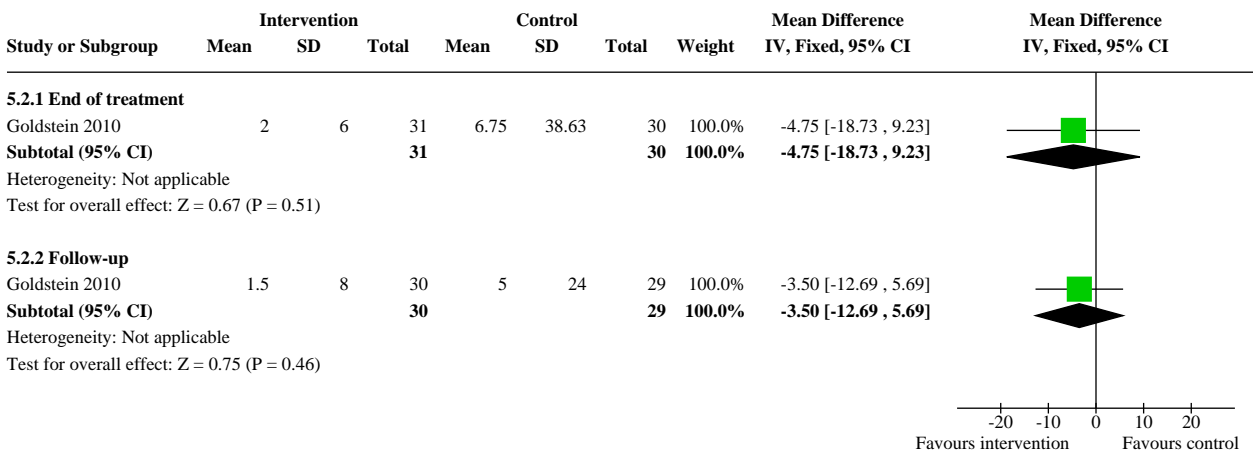 Intervention Control Mean Difference Mean Difference
Study or Subgroup Mean SD Total Mean SD Total Weight IV, Fixed, 95% CI IV, Fixed, 95% CI
5.2.1 End of treatment
Goldstein 2010 2 6 31 6.75 38.63 30 100.0% -4.75 [-18.73 , 9.23]
Subtotal (95% CI) 31 30 100.0% -4.75 [-18.73 , 9.23]
Heterogeneity: Not applicable
Test for overall effect: Z = 0.67 (P = 0.51)
5.2.2 Follow-up
Goldstein 2010 1.5 8 30 5 24 29 100.0% -3.50 [-12.69 , 5.69]
Subtotal (95% CI) 30 29 100.0% -3.50 [-12.69 , 5.69]
Heterogeneity: Not applicable
Test for overall effect: Z = 0.75 (P = 0.46)
-20 -10 0 10 20
Favours intervention Favours control